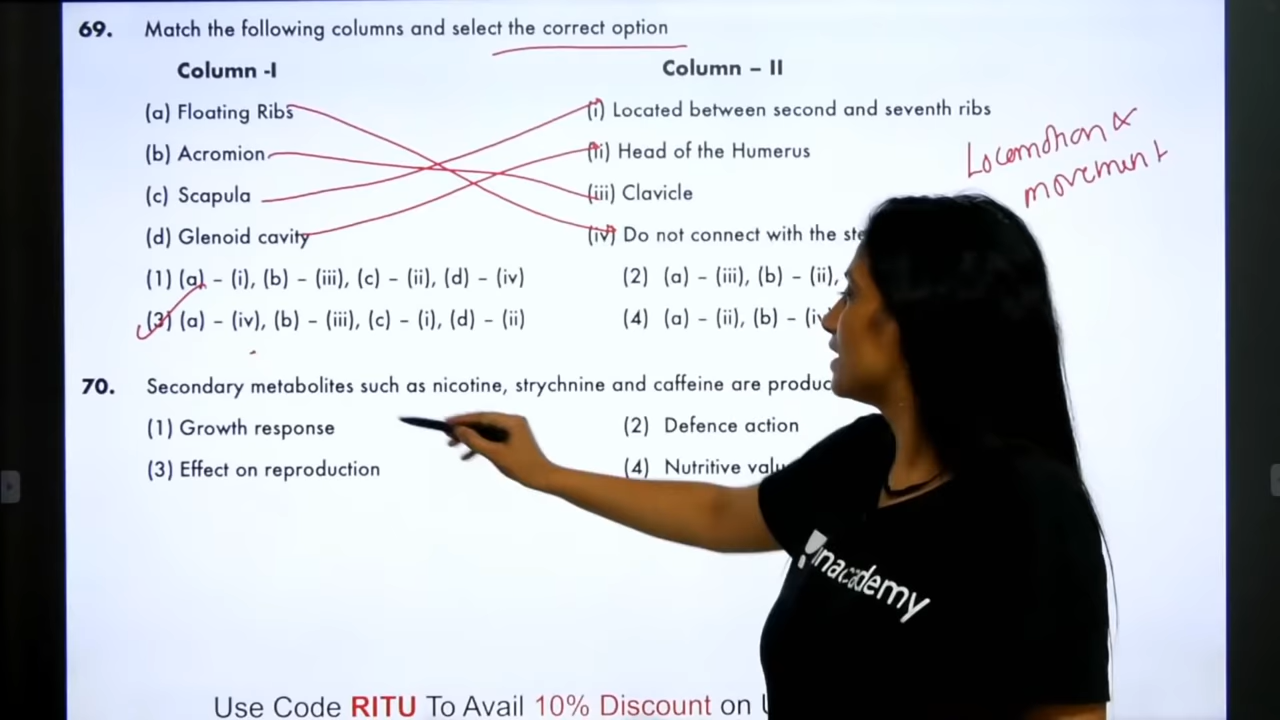 69. Match the following columns and select the correct option
Column -I Column – II
(a) Floating Ribs (i) Located between second and seventh ribs
(b) Acromion (ii) Head of the Humerus
(c) Scapula (iii) Clavicle
(d) Glenoid cavity (iv) Do not connect with the
(1) (a) – (i), (b) – (iii), (c) – (ii), (d) – (iv) (2) (a) – (iii), (b) – (ii),
(3) (a) – (iv), (b) – (iii), (c) – (i), (d) – (ii) (4) (a) – (ii), (b) –
Locomotion &
movement
70. Secondary metabolites such as nicotine, strychnine and caffeine are
(1) Growth response (2) Defence action
(3) Effect on reproduction (4) Nutritive
unacademy
Use Code RITU To Avail 10% Discount on